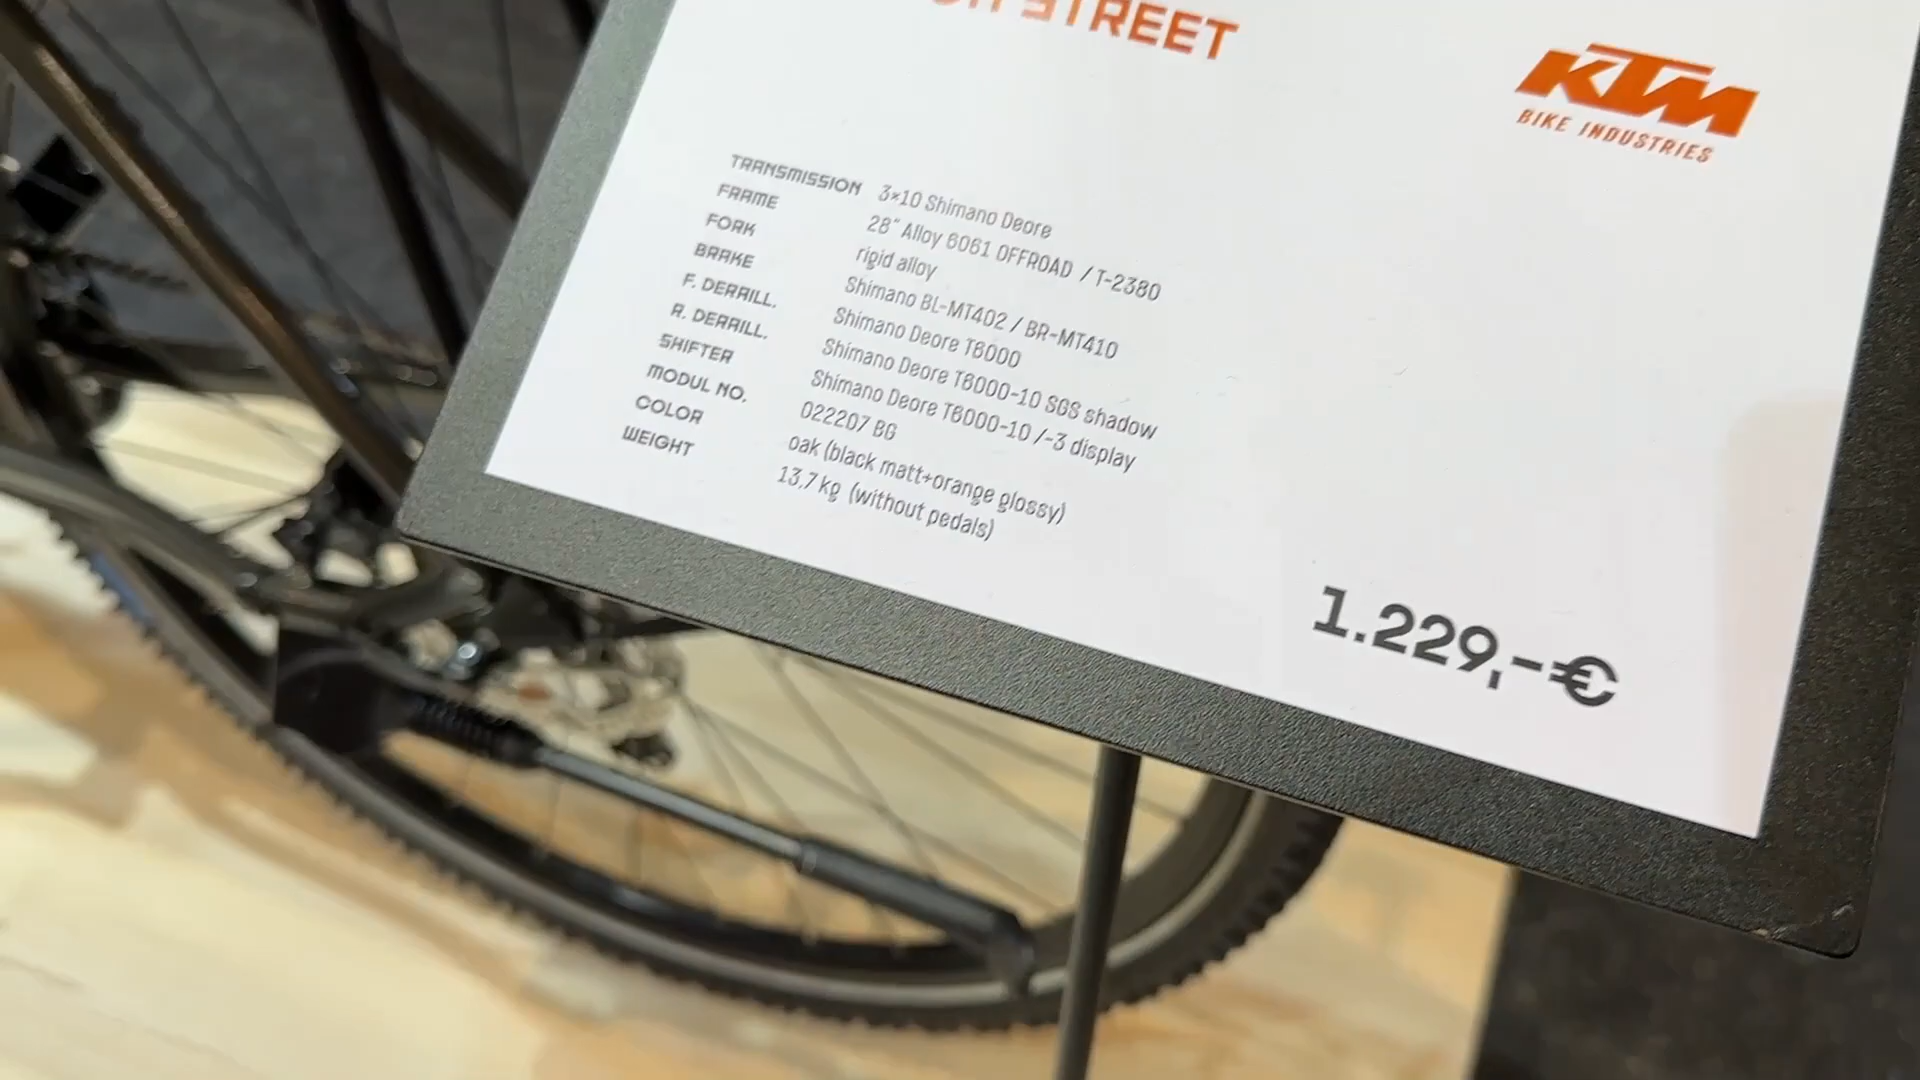 STREET
KTM
BIKE INDUSTRIES
TRANSMISSION 3×10 Shimano Deore
FRAME 28" Alloy 6061 OFFROAD / T-2380
FORK rigid alloy
BRAKE Shimano BL-MT402 / BR-MT410
F. DERAILL. Shimano Deore T6000
R. DERAILL. Shimano Deore T6000-10 SGS shadow
SHIFTER Shimano Deore T6000-10 /-3 display
MODUL NO. 022207 BG
COLOR oak (black matt+orange glossy)
WEIGHT 13,7 kg (without pedals)
1.229,-€